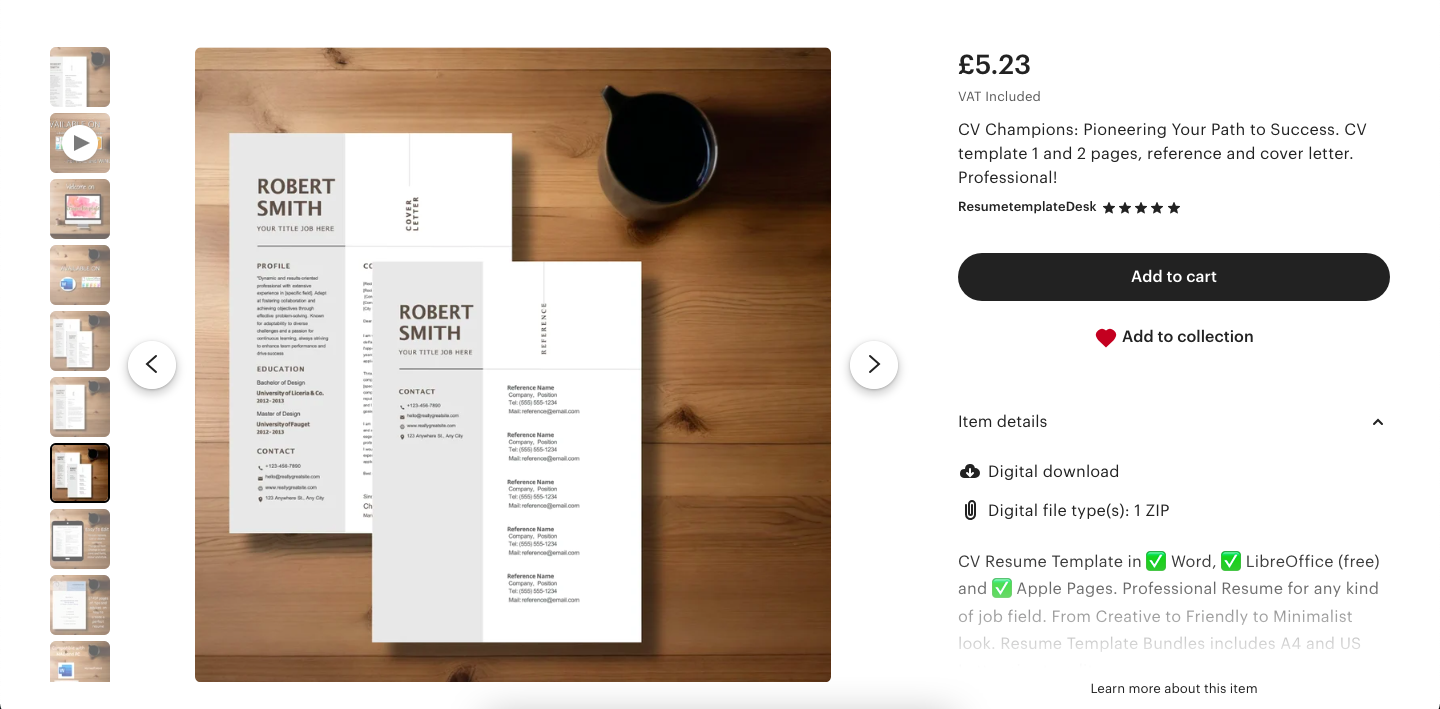 £5.23
VAT Included
CV Champions: Pioneering Your Path to Success. CV
template 1 and 2 pages, reference and cover letter.
Professional!
ResumetemplateDesk
Add to cart
Add to collection
Item details
Digital download
Digital file type(s): 1 ZIP
CV Resume Template in ✅ Word, ✅ LibreOffice (free)
and ✅ Apple Pages. Professional Resume for any kind
of job field. From Creative to Friendly to Minimalist
look. Resume Template Bundles includes A4 and US
Learn more about this item
ROBERT
SMITH
YOUR TITLE JOB HERE
COVER
LETTER
PROFILE
"Dynamic and results-oriented
professional with extensive
experience in [specific field]. Adept
at fostering collaboration and
achieving objectives through
effective problem-solving. Known
for adaptability to diverse
challenges and a passion for
continuous learning, always striving
to enhance team performance and
drive success
EDUCATION
Bachelor of Design
University of Liceria & Co.
2012 - 2013
Master of Design
University of Fauget
2012 - 2013
CONTACT
+123-456-7890
hello@reallygreatsite.com
www.reallygreatsite.com
123 Anywhere St., Any City
ROBERT
SMITH
YOUR TITLE JOB HERE
REFERENCE
CONTACT
+123-456-7890
hello@reallygreatsite.com
www.reallygreatsite.com
123 Anywhere St., Any City
Reference Name
Company, Position
Tel: (555) 555-1234
Mail: reference@email.com
Reference Name
Company, Position
Tel: (555) 555-1234
Mail: reference@email.com
Reference Name
Company, Position
Tel: (555) 555-1234
Mail: reference@email.com
Reference Name
Company, Position
Tel: (555) 555-1234
Mail: reference@email.com
Reference Name
Company, Position
Tel: (555) 555-1234
Mail: reference@email.com